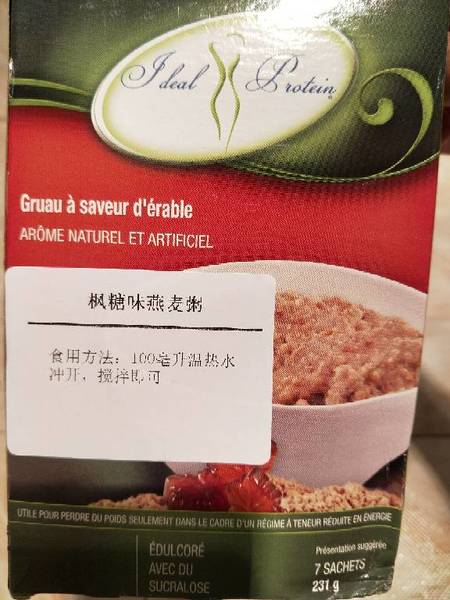 Ideal Protein
Gruau à saveur d'érable
ARÔME NATUREL ET ARTIFICIEL
枫糖味燕麦粥
食用方法：100毫升温热水
冲开，搅拌即可
UTILE POUR PERDRE DU POIDS SEULEMENT DANS LE CADRE D'UN RÉGIME À TENEUR RÉDUITE EN ÉNERGIE
ÉDULCORÉ
AVEC DU
SUCRALOSE
Présentation suggérée
7 SACHETS
231 g